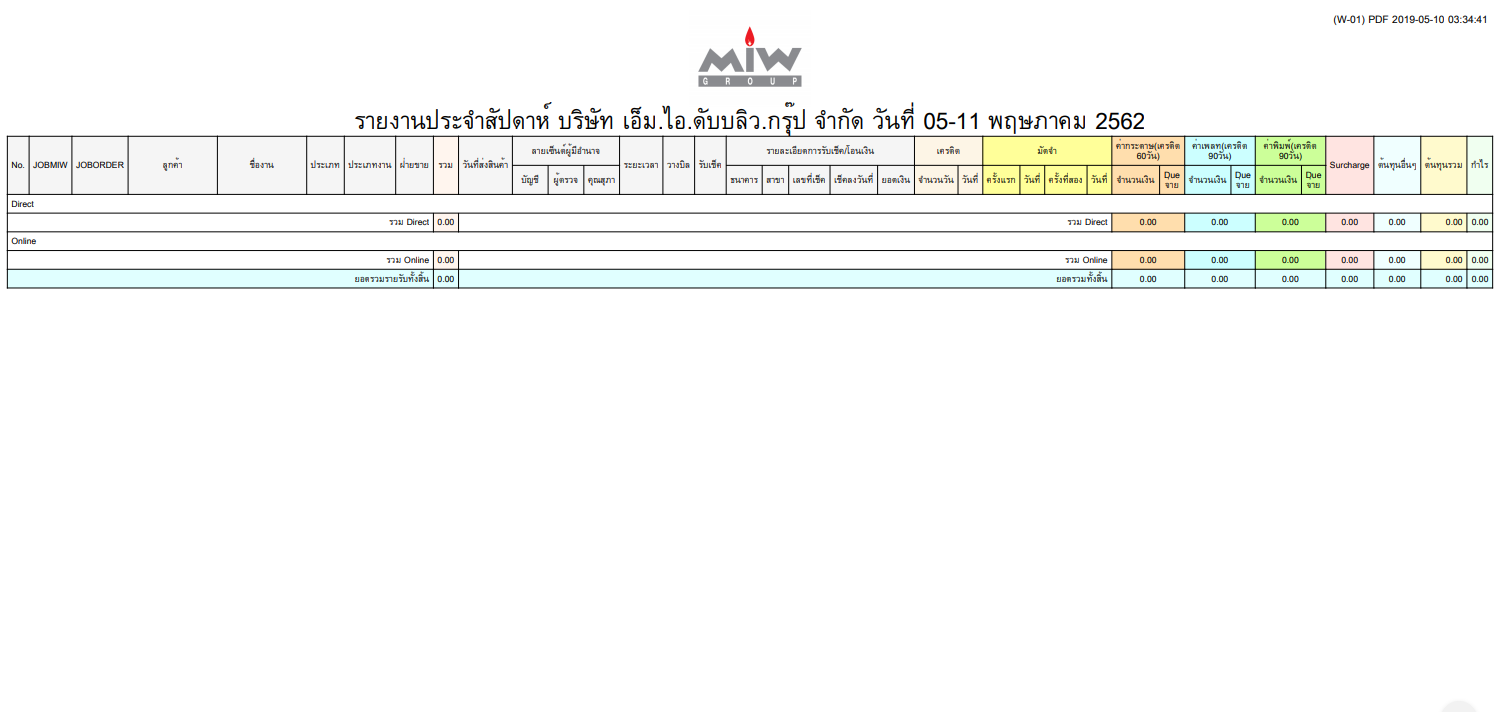 (W-01) PDF 2019-05-10 03:34:41
MIW
GROUP
รายงานประจำสัปดาห์ บริษัท เอ็ม.ไอ.ดับบลิว.กรุ๊ป จำกัด วันที่ 05-11 พฤษภาคม 2562
No. JOBMIW JOBORDER ลูกค้า ชื่องาน ประเภท ประเภทงาน ฝ่ายขาย รวม วันที่ส่งสินค้า ลายเซ็นต์ผู้มีอำนาจ ระยะเวลา วางบิล รับเช็ค รายละเอียดการรับเช็ค/โอนเงิน เครดิต มัดจำ ค่ากระดาษ(เครดิต 60วัน) ค่าเพลท(เครดิต 90วัน) ค่าพิมพ์(เครดิต 90วัน) Surcharge ต้นทุนอื่นๆ ต้นทุนรวม กำไร
บัญชี ผู้ตรวจ คุณสุภา ธนาคาร สาขา เลขที่เช็ค เช็คลงวันที่ ยอดเงิน จำนวนวัน วันที่ ครั้งแรก วันที่ ครั้งที่สอง วันที่ จำนวนเงิน Due จ่าย จำนวนเงิน Due จ่าย จำนวนเงิน Due จ่าย
Direct
รวม Direct 0.00 รวม Direct 0.00 0.00 0.00 0.00 0.00 0.00 0.00
Online
รวม Online 0.00 รวม Online 0.00 0.00 0.00 0.00 0.00 0.00 0.00
ยอดรวมรายรับทั้งสิ้น 0.00 ยอดรวมทั้งสิ้น 0.00 0.00 0.00 0.00 0.00 0.00 0.00